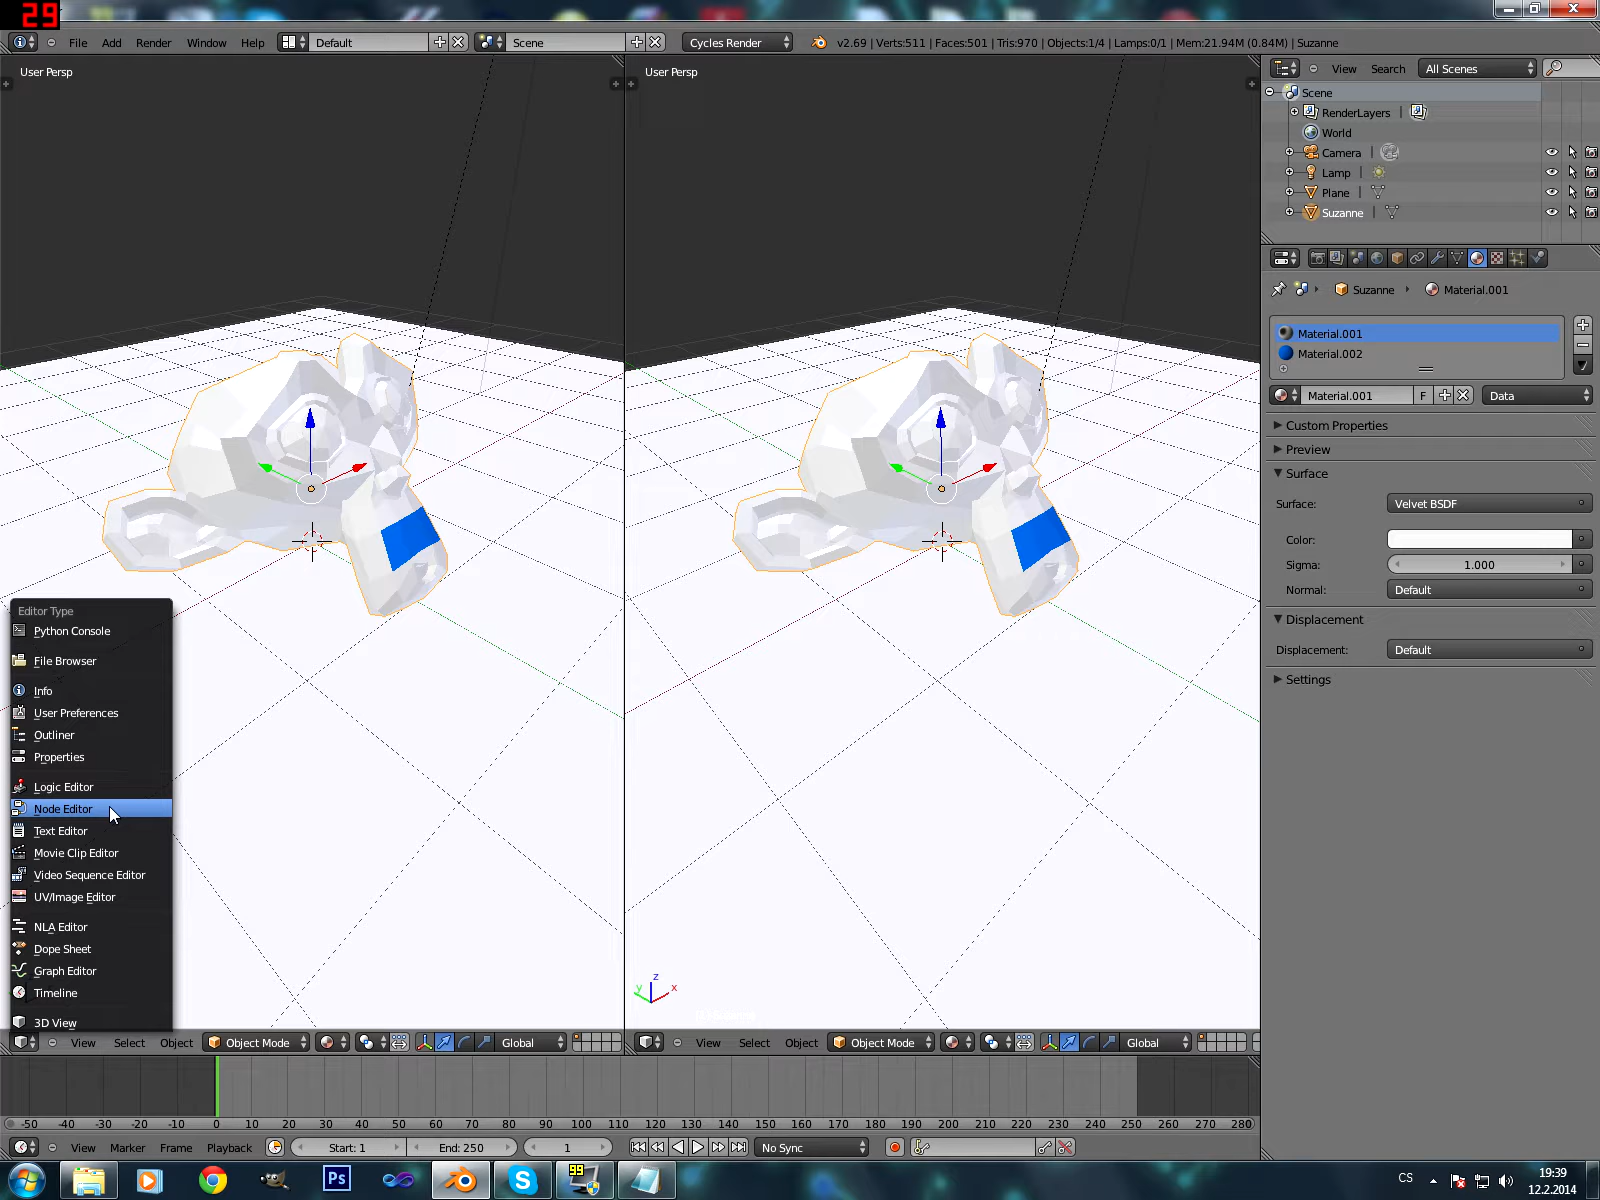 29
File Add Render Window Help Default Scene Cycles Render v2.69 | Verts:511 | Faces:501 | Tris:970 | Objects:1/4 | Lamps:0/1 | Mem:21.94M (0.84M) | Suzanne
User Persp
User Persp
View Search All Scenes
Scene
RenderLayers |
World
Camera |
Lamp |
Plane |
Suzanne |
Suzanne Material.001
Material.001
Material.002
Material.001 F Data
Custom Properties
Preview
Surface
Surface: Velvet BSDF
Color:
Sigma: 1.000
Normal: Default
Displacement
Displacement: Default
Settings
Editor Type
Python Console
File Browser
Info
User Preferences
Outliner
Properties
Logic Editor
Node Editor
Text Editor
Movie Clip Editor
Video Sequence Editor
UV/Image Editor
NLA Editor
Dope Sheet
Graph Editor
Timeline
3D View
z
y x
View Select Object Object Mode Global
View Select Object Object Mode Global
-50 -40 -30 -20 -10 0 10 20 30 40 50 60 70 80 90 100 110 120 130 140 150 160 170 180 190 200 210 220 230 240 250 260 270 280
View Marker Frame Playback Start: 1 End: 250 1 No Sync
Ps
S
99
CS
19:39
12.2.2014